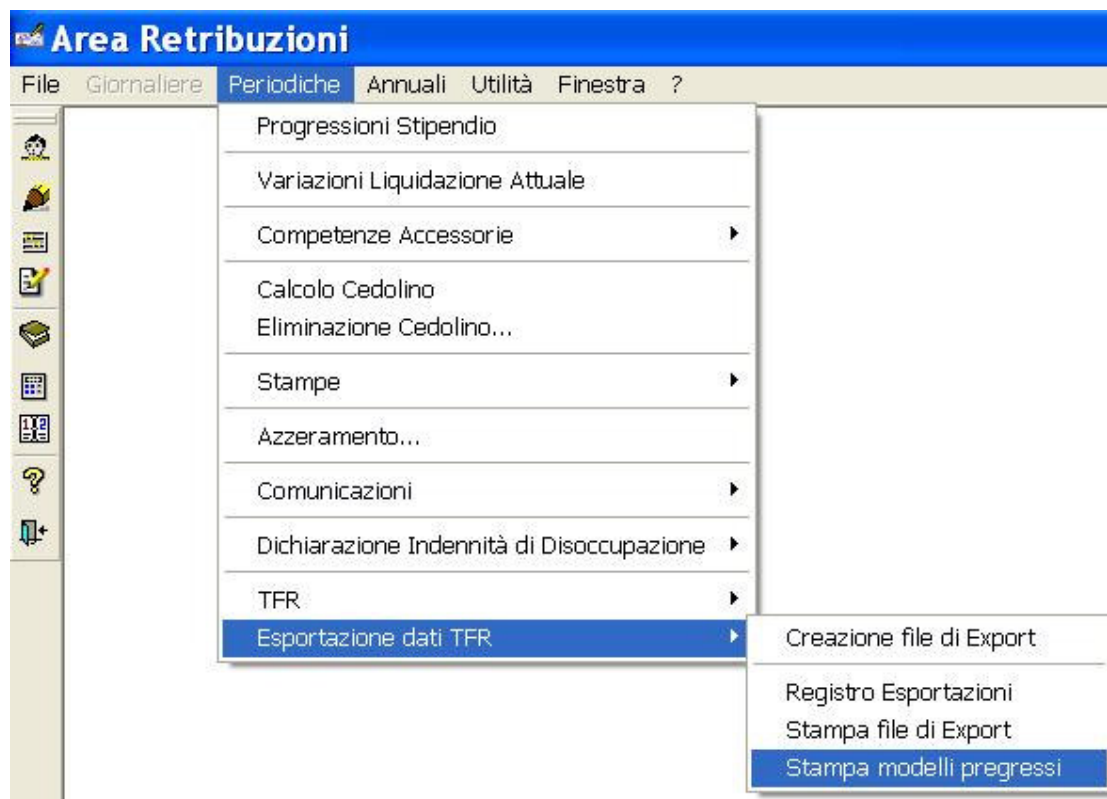 Area Retribuzioni
File Giornaliere Periodiche Annuali Utilità Finestra ?
Progressioni Stipendio
Variazioni Liquidazione Attuale
Competenze Accessorie
Calcolo Cedolino
Eliminazione Cedolino...
Stampe
Azzeramento...
Comunicazioni
Dichiarazione Indennità di Disoccupazione
TFR
Esportazione dati TFR
Creazione file di Export
Registro Esportazioni
Stampa file di Export
Stampa modelli pregressi